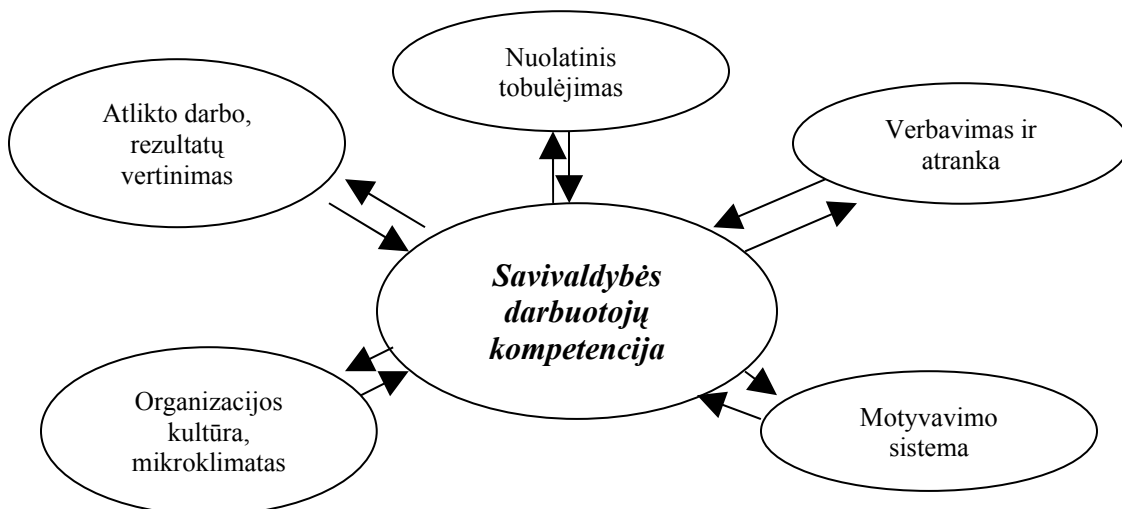 Nuolatinis
tobulėjimas
Atlikto darbo,
rezultatų
vertinimas
Verbavimas ir
atranka
Savivaldybės
darbuotojų
kompetencija
Organizacijos
kultūra,
mikroklimatas
Motyvavimo
sistema